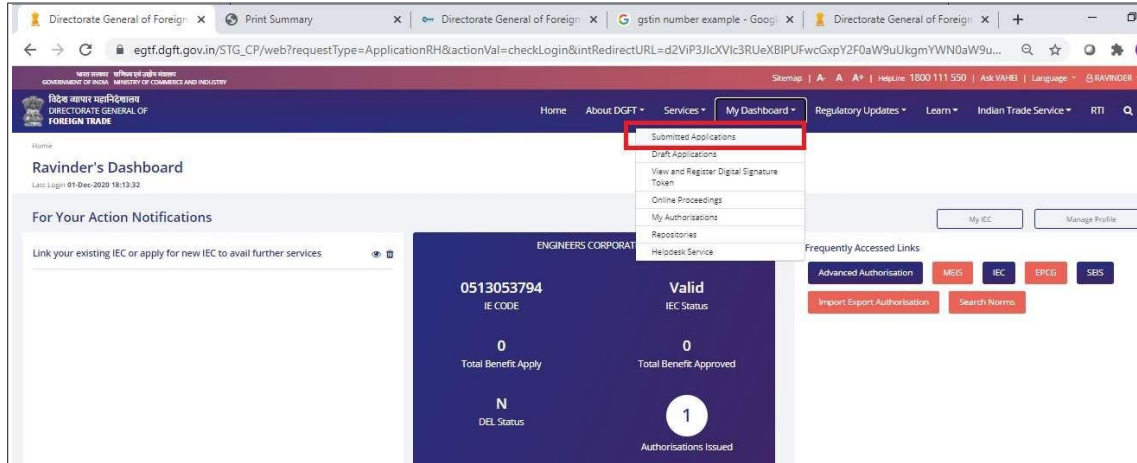 Directorate General of Foreign
Print Summary
Directorate General of Foreign
gstin number example - Googl
Directorate General of Foreign
egtf.dgft.gov.in/STG_CP/web?requestType=ApplicationRH&actionVal=checkLogin&intRedirectURL=
भारत सरकार वाणिज्य एवं उद्योग मंत्रालय
GOVERNMENT OF INDIA MINISTRY OF COMMERCE AND INDUSTRY
Sitemap | A- A A+ | HELPLINE 1800 111 550 | ASK VAHEI | Language RAVINDER
विदेश व्यापार महानिदेशालय
DIRECTORATE GENERAL OF
FOREIGN TRADE
Home About DGFT Services My Dashboard Regulatory Updates Learn Indian Trade Service RTI
Submitted Applications
Draft Applications
View and Register Digital Signature
Token
Online Proceedings
My Authorisations
Repositories
Helpdesk Service
Home
Ravinder's Dashboard
Last Login 01-Dec-2020 18:13:32
For Your Action Notifications
My IEC Manage Profile
Link your existing IEC or apply for new IEC to avail further services
ENGINEERS CORPORAT
0513053794
IE CODE
Valid
IEC Status
0
Total Benefit Apply
0
Total Benefit Approved
N
DEL Status
1
Authorisations Issued
Frequently Accessed Links
Advanced Authorisation MEIS IEC EPCG SEIS
Import Export Authorisation Search Norms